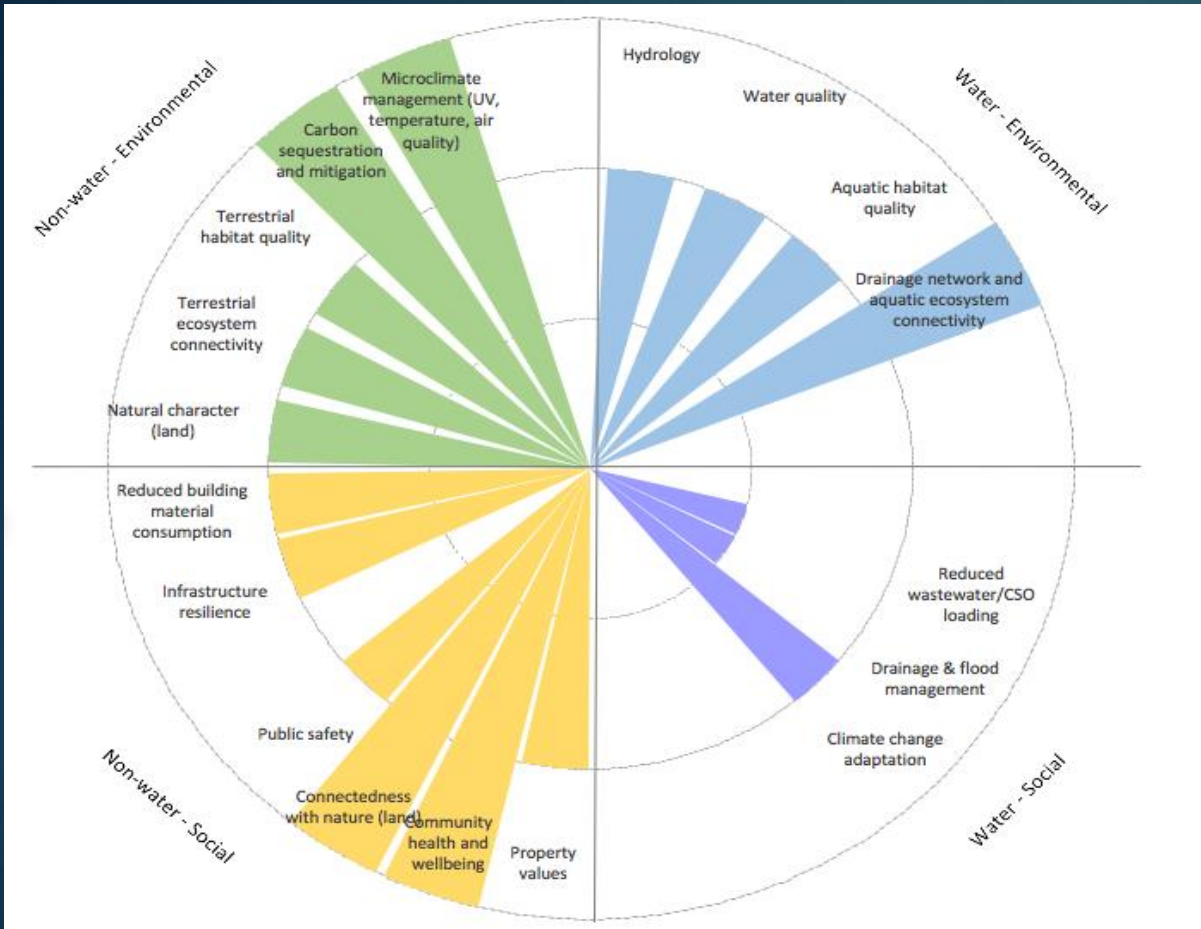 Non-water - Environmental
Microclimate
management (UV,
temperature, air
quality)
Carbon
sequestration
and mitigation
Terrestrial
habitat quality
Terrestrial
ecosystem
connectivity
Natural character
(land)
Hydrology
Water quality
Water - Environmental
Aquatic habitat
quality
Drainage network and
aquatic ecosystem
connectivity
Reduced building
material
consumption
Infrastructure
resilience
Public safety
Non-water - Social
Connectedness
with nature (land)
Community
health and
wellbeing
Property
values
Reduced
wastewater/CSO
loading
Drainage & flood
management
Climate change
adaptation
Water - Social